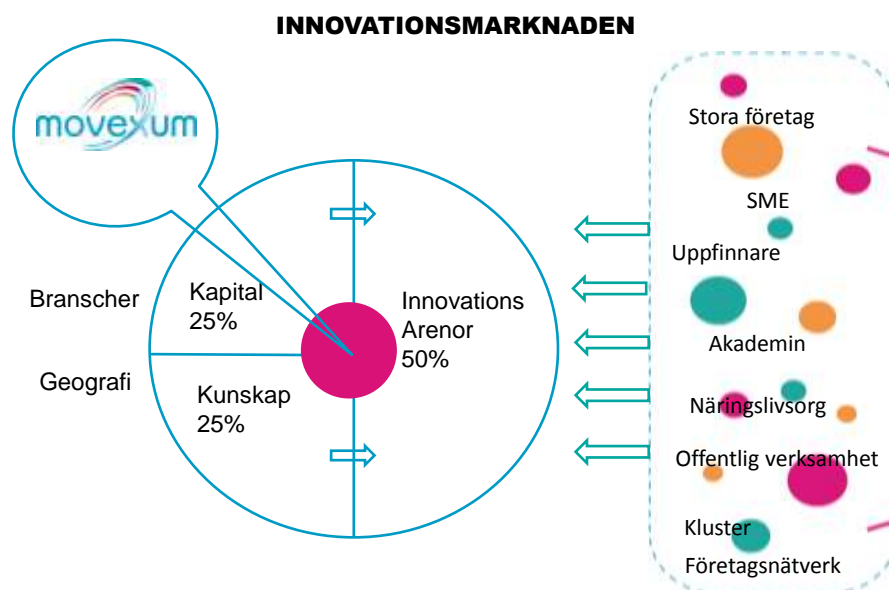 INNOVATIONSMARKNADEN
movexum
Branscher
Geografi
Kapital
25%
Kunskap
25%
Innovations
Arenor
50%
Stora företag
SME
Uppfinnare
Akademin
Näringslivsorg
Offentlig verksamhet
Kluster
Företagsnätverk